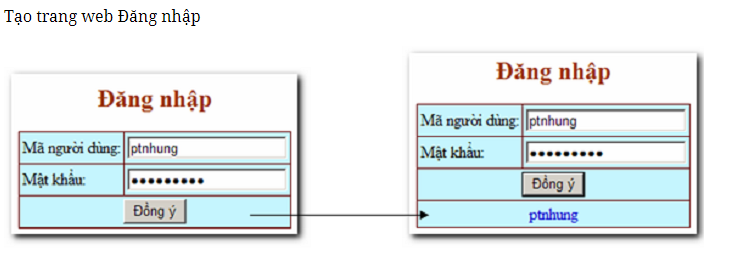 Tạo trang web Đăng nhập
Đăng nhập
Mã người dùng: ptnhung
Mật khẩu: •••••••••
Đồng ý
Đăng nhập
Mã người dùng: ptnhung
Mật khẩu: •••••••••
Đồng ý
ptnhung